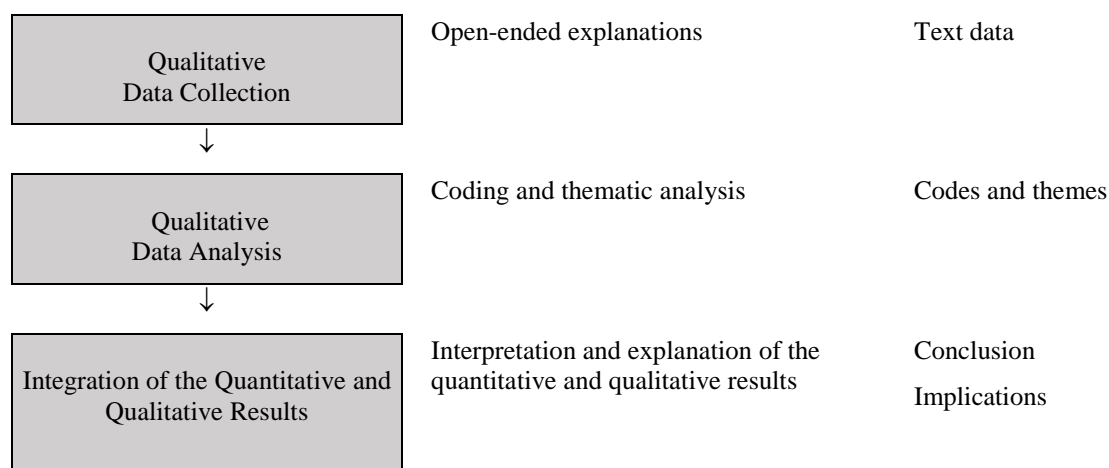 Qualitative
Data Collection
Open-ended explanations
Text data
↓
Qualitative
Data Analysis
Coding and thematic analysis
Codes and themes
↓
Integration of the Quantitative and
Qualitative Results
Interpretation and explanation of the
quantitative and qualitative results
Conclusion
Implications